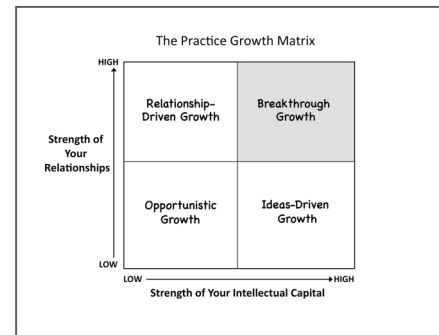 The Practice Growth Matrix
HIGH
Relationship-
Driven Growth
Breakthrough
Growth
Strength of
Your
Relationships
Opportunistic
Growth
Ideas-Driven
Growth
LOW
LOW
HIGH
Strength of Your Intellectual Capital